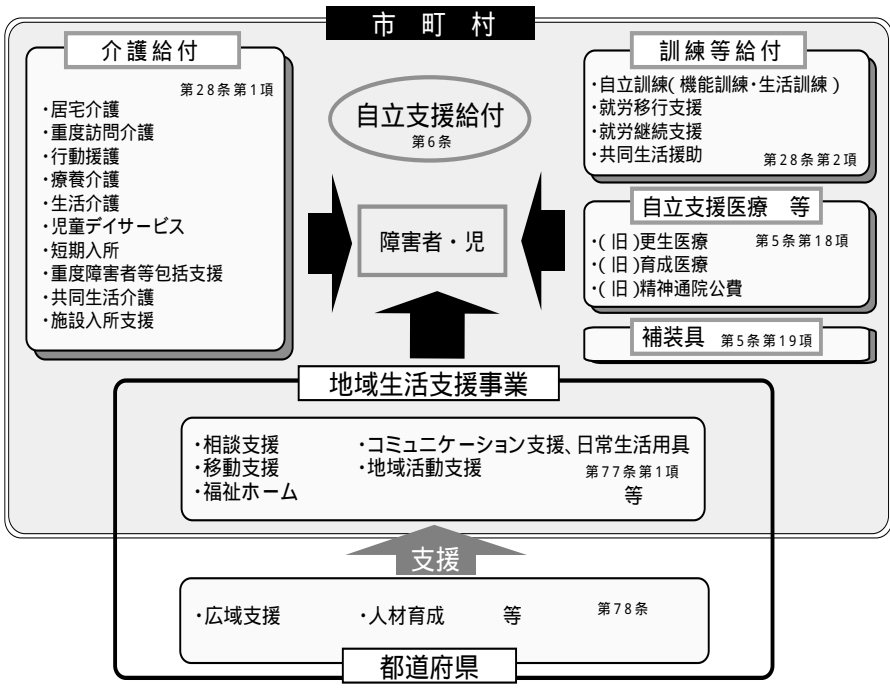 市 町 村
介護給付
第28条第1項
・居宅介護
・重度訪問介護
・行動援護
・療養介護
・生活介護
・児童デイサービス
・短期入所
・重度障害者等包括支援
・共同生活介護
・施設入所支援
自立支援給付
第6条
障害者・児
訓練等給付
・自立訓練(機能訓練・生活訓練)
・就労移行支援
・就労継続支援
・共同生活援助 第28条第2項
自立支援医療 等
・(旧)更生医療 第5条第18項
・(旧)育成医療
・(旧)精神通院公費
補装具 第5条第19項
地域生活支援事業
・相談支援 ・コミュニケーション支援、日常生活用具
・移動支援 ・地域活動支援 第77条第1項
・福祉ホーム 等
支援
・広域支援 ・人材育成 等 第78条
都道府県